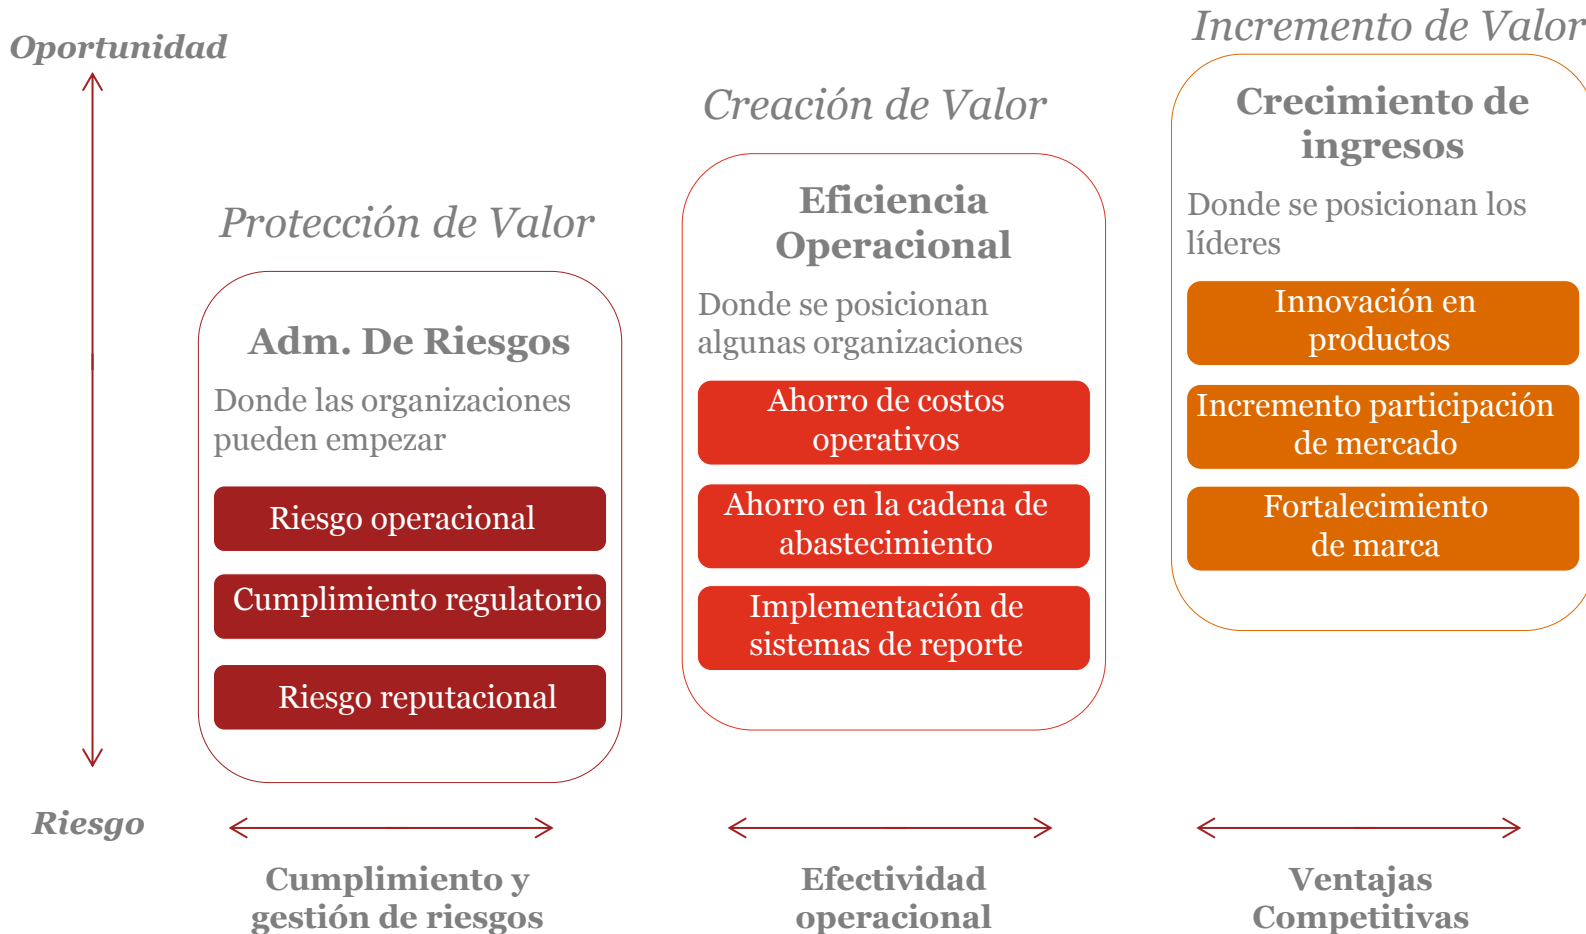 Oportunidad
Riesgo
Protección de Valor
Adm. De Riesgos
Donde las organizaciones
pueden empezar
Riesgo operacional
Cumplimiento regulatorio
Riesgo reputacional
Cumplimiento y
gestión de riesgos
Creación de Valor
Eficiencia
Operacional
Donde se posicionan
algunas organizaciones
Ahorro de costos
operativos
Ahorro en la cadena de
abastecimiento
Implementación de
sistemas de reporte
Efectividad
operacional
Incremento de Valor
Crecimiento de
ingresos
Donde se posicionan los
líderes
Innovación en
productos
Incremento participación
de mercado
Fortalecimiento
de marca
Ventajas
Competitivas